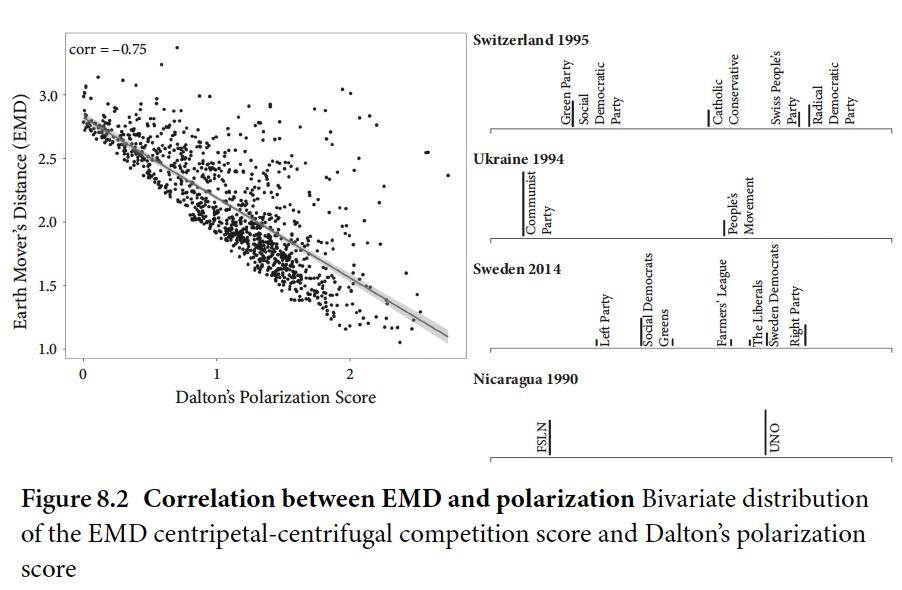 corr = –0.75
Earth Mover's Distance (EMD)
3.0
2.5
2.0
1.5
1.0
0
1
2
Dalton's Polarization Score
Switzerland 1995
Green Party
Social
Democratic
Party
Catholic
Conservative
Swiss People's
Party
Radical
Democratic
Party
Ukraine 1994
Communist
Party
People's
Movement
Sweden 2014
Left Party
Social Democrats
Greens
Farmers' League
The Liberals
Sweden Democrats
Right Party
Nicaragua 1990
FSLN
UNO
Figure 8.2 Correlation between EMD and polarization Bivariate distribution
of the EMD centripetal-centrifugal competition score and Dalton's polarization
score